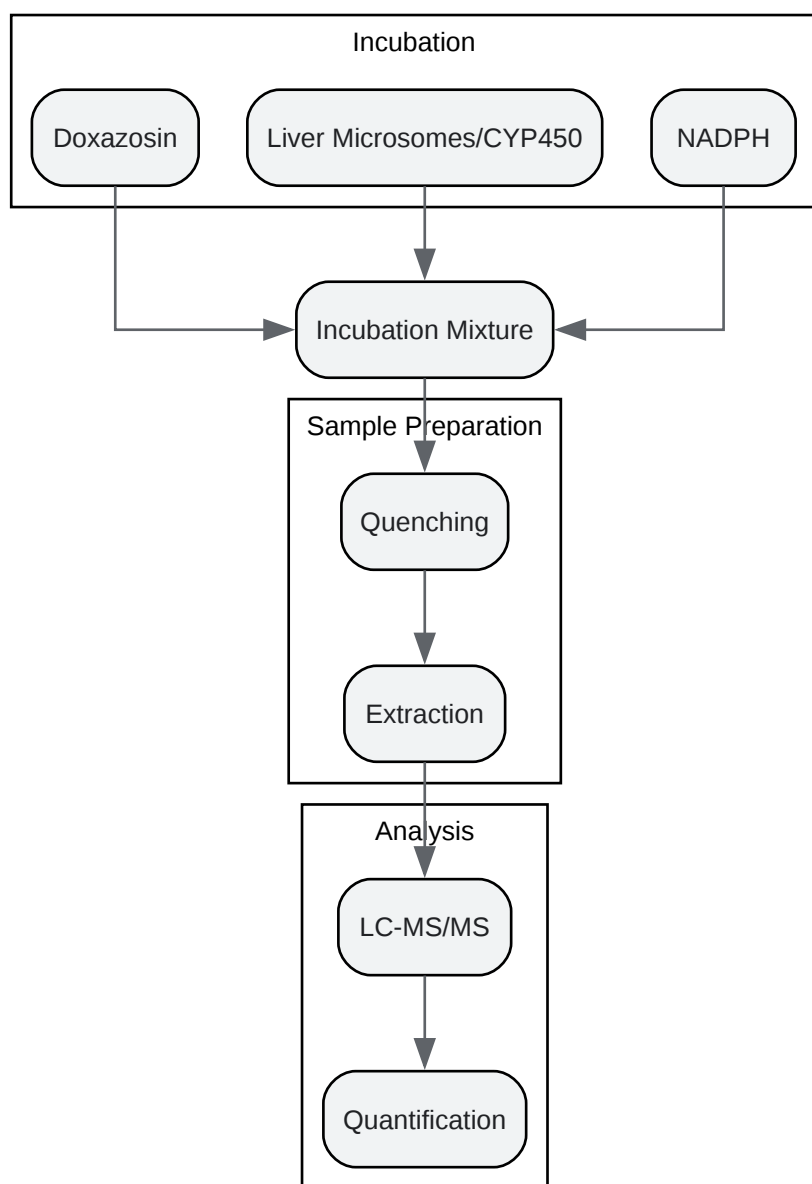 Incubation
Doxazosin
Liver Microsomes/CYP450
NADPH
Incubation Mixture
Sample Preparation
Quenching
Extraction
Analysis
LC-MS/MS
Quantification